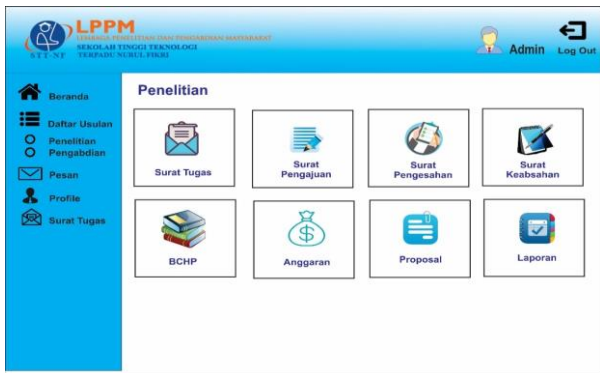 LPPM
LEMBAGA PENELITIAN DAN PENGABDIAN MASYARAKAT
SEKOLAH TINGGI TEKNOLOGI
TERPADU NURUL FIKRI
STT-NF
Admin
Log Out
Beranda
Daftar Usulan
Penelitian
Pengabdian
Pesan
Profile
Surat Tugas
Penelitian
Surat Tugas
Surat
Pengajuan
Surat
Pengesahan
Surat
Keabsahan
BCHP
Anggaran
Proposal
Laporan